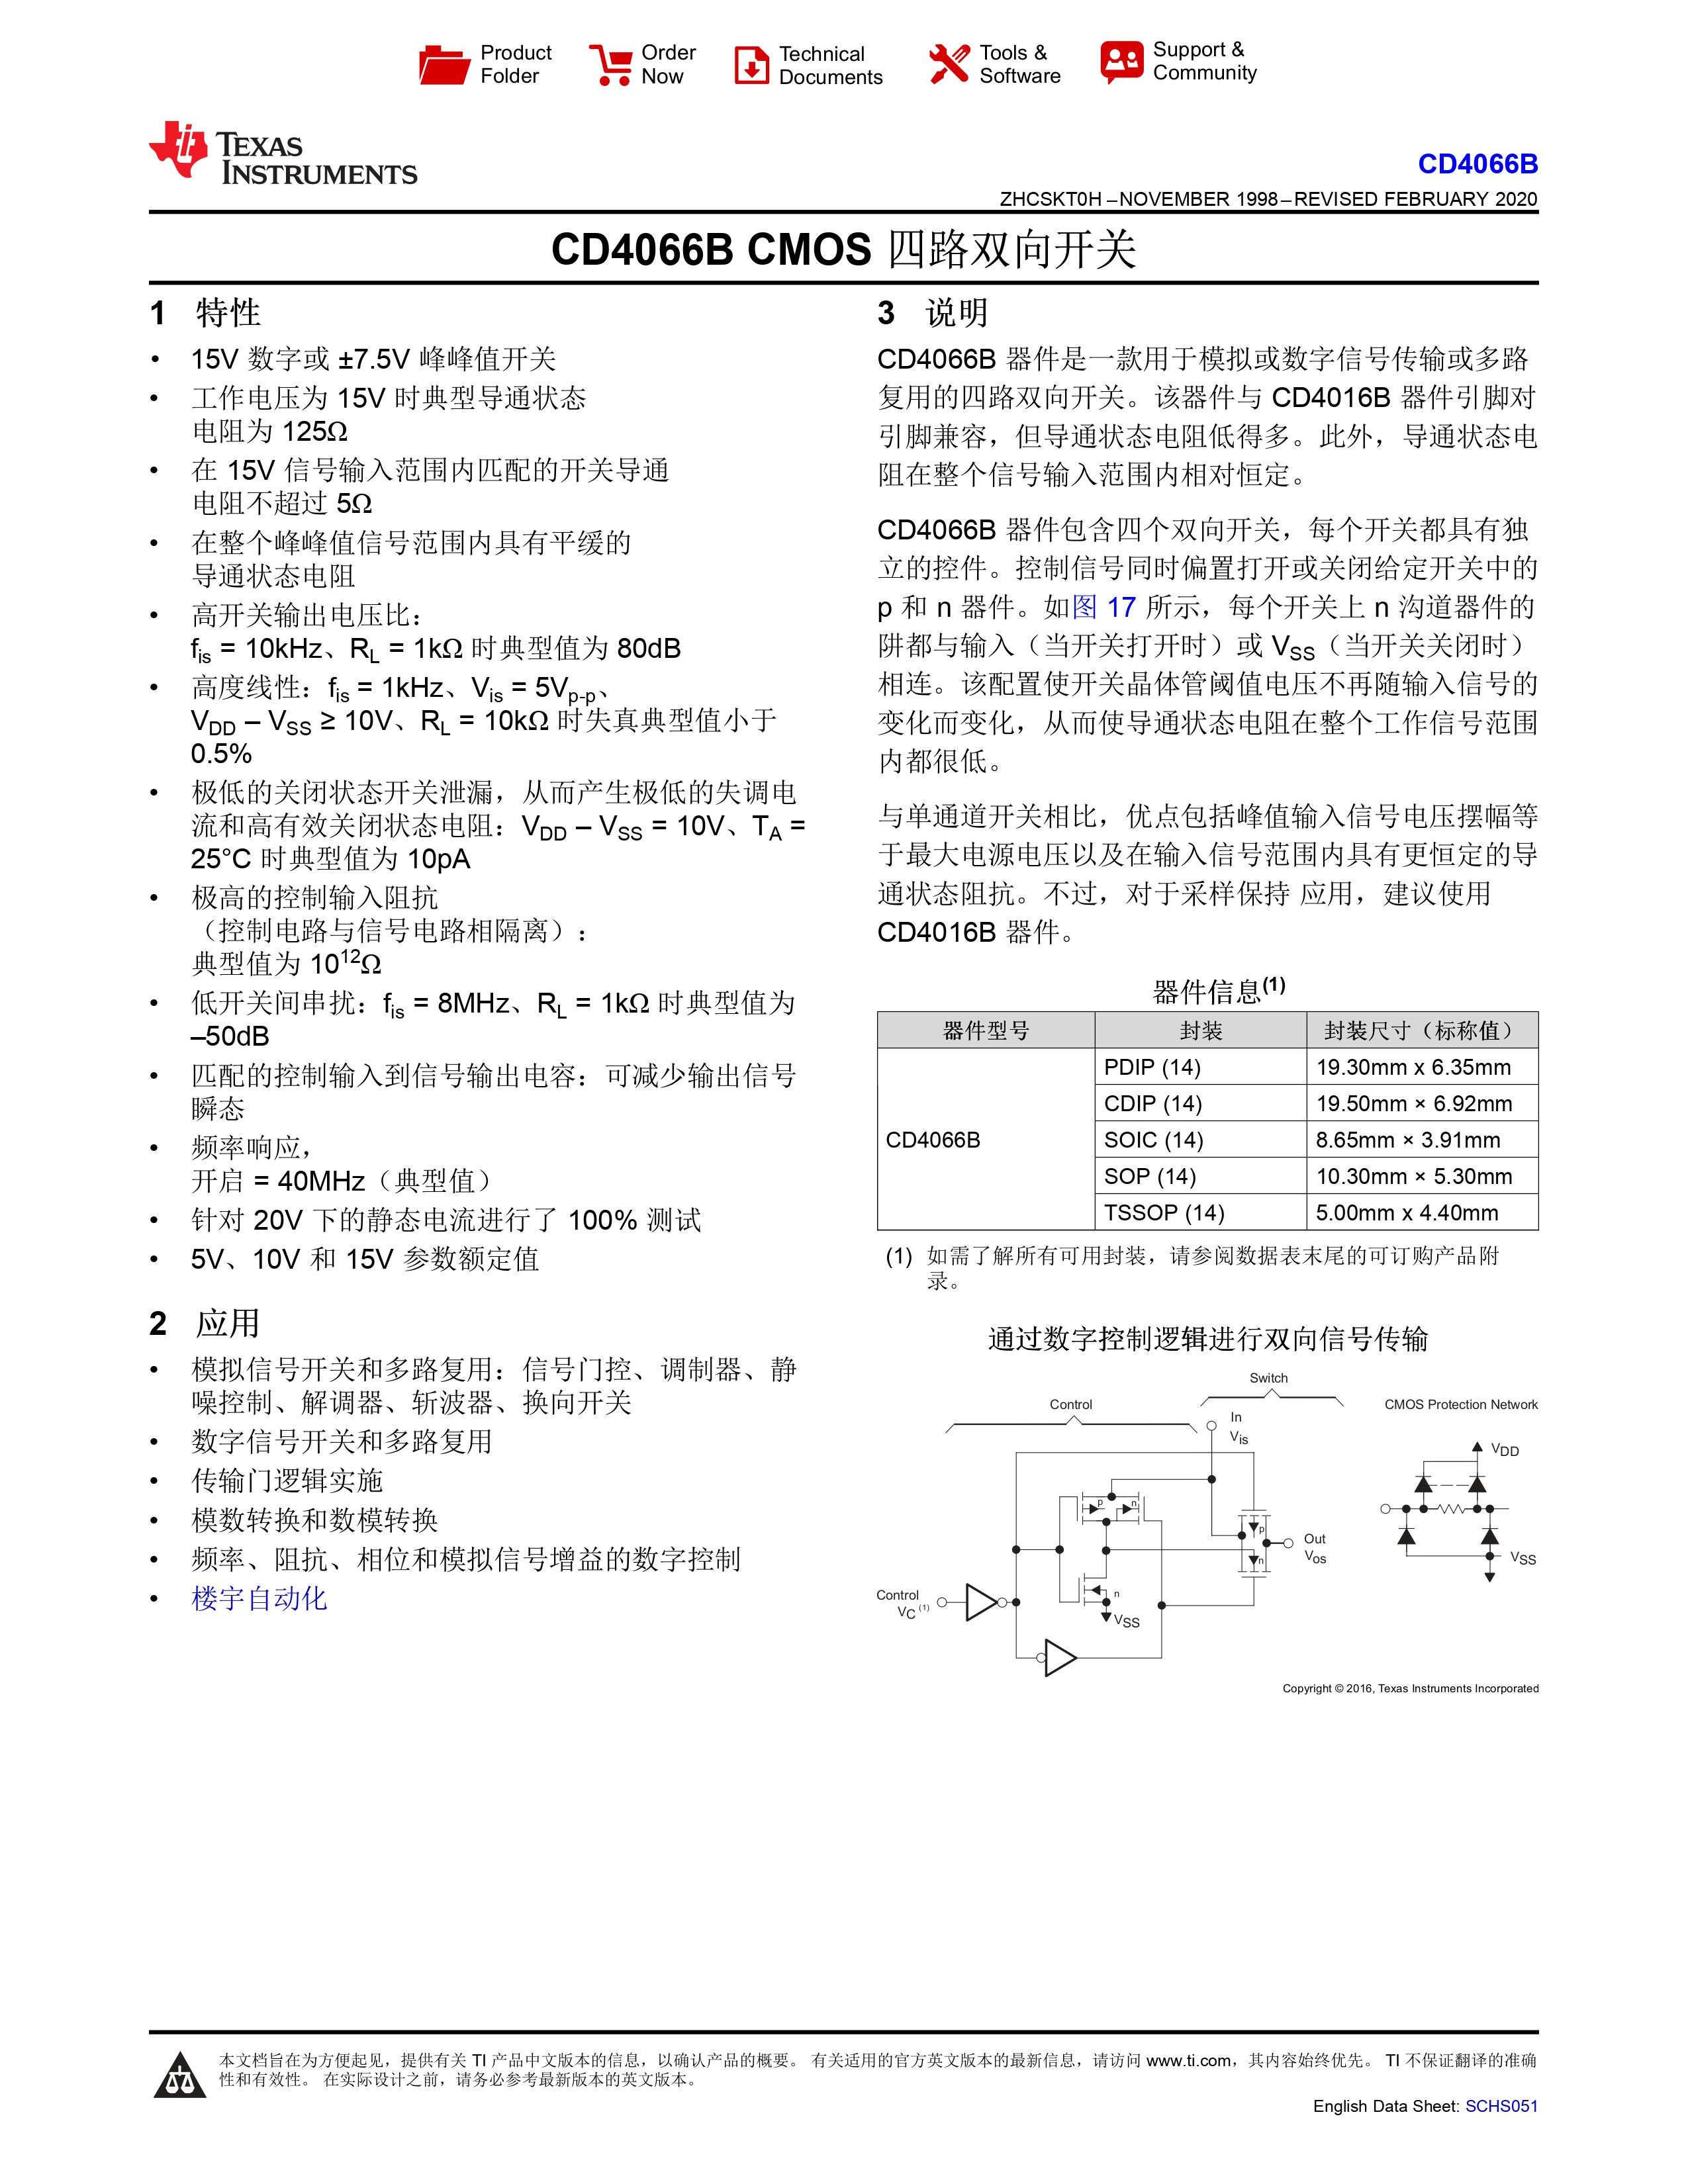 Product
Folder
Order
Now
Technical
Documents
Tools &
Software
Support &
Community
TEXAS
INSTRUMENTS
CD4066B
ZHCSKT0H –NOVEMBER 1998–REVISED FEBRUARY 2020
CD4066B CMOS 四路双向开关
1 特性
• 15V 数字或 ±7.5V 峰峰值开关
• 工作电压为 15V 时典型导通状态
电阻为 125Ω
• 在 15V 信号输入范围内匹配的开关导通
电阻不超过 5Ω
• 在整个峰峰值信号范围内具有平缓的
导通状态电阻
• 高开关输出电压比：
fis = 10kHz、RL = 1kΩ 时典型值为 80dB
• 高度线性：fis = 1kHz、Vis = 5Vp-p、
VDD – VSS ≥ 10V、RL = 10kΩ 时失真典型值小于
0.5%
• 极低的关闭状态开关泄漏，从而产生极低的失调电
流和高有效关闭状态电阻：VDD – VSS = 10V、TA =
25°C 时典型值为 10pA
• 极高的控制输入阻抗
（控制电路与信号电路相隔离）：
典型值为 10¹²Ω
• 低开关间串扰：fis = 8MHz、RL = 1kΩ 时典型值为
–50dB
• 匹配的控制输入到信号输出电容：可减少输出信号
瞬态
• 频率响应，
开启 = 40MHz（典型值）
• 针对 20V 下的静态电流进行了 100% 测试
• 5V、10V 和 15V 参数额定值
2 应用
• 模拟信号开关和多路复用：信号门控、调制器、静
噪控制、解调器、斩波器、换向开关
• 数字信号开关和多路复用
• 传输门逻辑实施
• 模数转换和数模转换
• 频率、阻抗、相位和模拟信号增益的数字控制
• 楼宇自动化
3 说明
CD4066B 器件是一款用于模拟或数字信号传输或多路
复用的四路双向开关。该器件与 CD4016B 器件引脚对
引脚兼容，但导通状态电阻低得多。此外，导通状态电
阻在整个信号输入范围内相对恒定。
CD4066B 器件包含四个双向开关，每个开关都具有独
立的控件。控制信号同时偏置打开或关闭给定开关中的
p 和 n 器件。如图 17 所示，每个开关上 n 沟道器件的
阱都与输入（当开关打开时）或 VSS（当开关关闭时）
相连。该配置使开关晶体管阈值电压不再随输入信号的
变化而变化，从而使导通状态电阻在整个工作信号范围
内都很低。
与单通道开关相比，优点包括峰值输入信号电压摆幅等
于最大电源电压以及在输入信号范围内具有更恒定的导
通状态阻抗。不过，对于采样保持 应用，建议使用
CD4016B 器件。
器件信息(1)
器件型号 封装 封装尺寸（标称值）
CD4066B
PDIP (14) 19.30mm x 6.35mm
CDIP (14) 19.50mm × 6.92mm
SOIC (14) 8.65mm × 3.91mm
SOP (14) 10.30mm × 5.30mm
TSSOP (14) 5.00mm x 4.40mm
(1) 如需了解所有可用封装，请参阅数据表末尾的可订购产品附
录。
通过数字控制逻辑进行双向信号传输
Switch
Control
CMOS Protection Network
In
Vis
VDD
p
n
p
Out
Vos
n
VSS
Control
VC (1)
n
VSS
Copyright © 2016, Texas Instruments Incorporated
本文档旨在为方便起见，提供有关 TI 产品中文版本的信息，以确认产品的概要。 有关适用的官方英文版本的最新信息，请访问 www.ti.com，其内容始终优先。 TI 不保证翻译的准确
性和有效性。 在实际设计之前，请务必参考最新版本的英文版本。
English Data Sheet: SCHS051